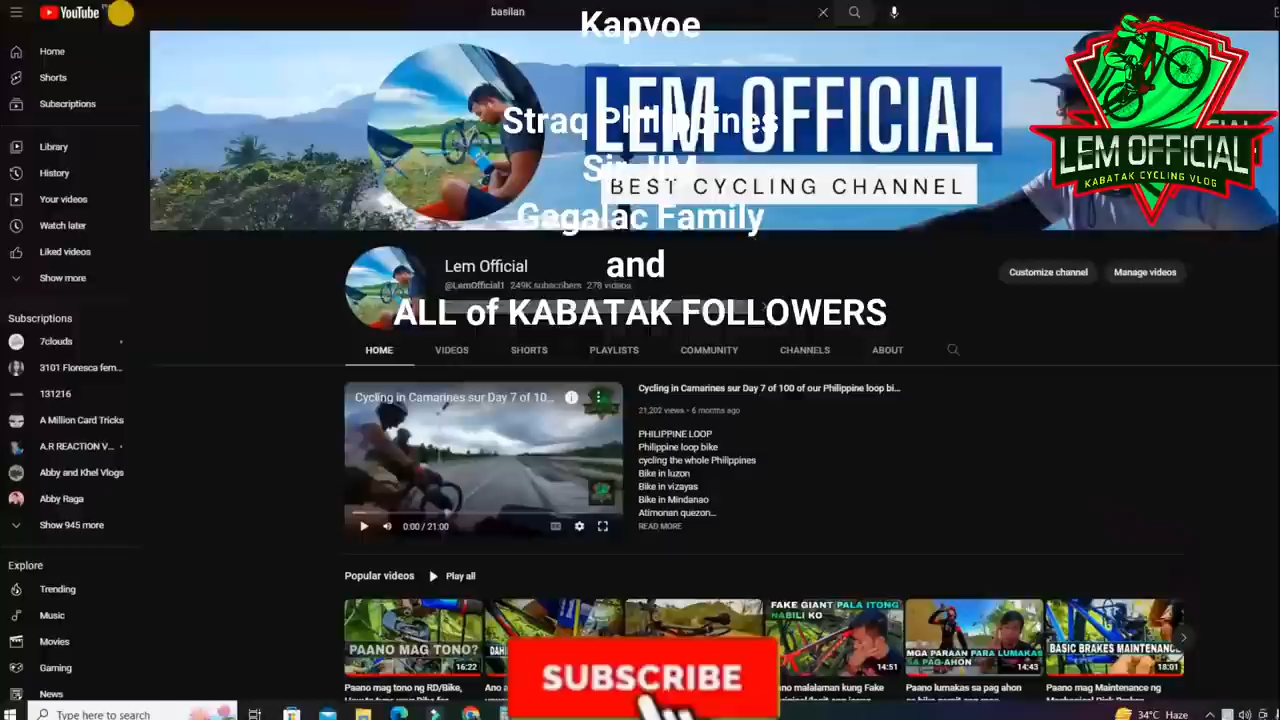 YouTube
basilan
Kapvoe
Straq Philippines
Gagalac Family
and
ALL of KABATAK FOLLOWERS
LEM OFFICIAL
BEST CYCLING CHANNEL
LEM OFFICIAL
KABATAK CYCLING VLOG
Home
Shorts
Subscriptions
Library
History
Your videos
Watch later
Liked videos
Show more
Subscriptions
7clouds
3101 Floresca fem...
131216
A Million Card Tricks
A.R REACTION V...
Abby and Khel Vlogs
Abby Raga
Show 945 more
Explore
Trending
Music
Movies
Gaming
News
Lem Official
@LemOfficial1 249K subscribers 278 videos
Customize channel
Manage videos
HOME VIDEOS SHORTS PLAYLISTS COMMUNITY CHANNELS ABOUT
Cycling in Camarines sur Day 7 of 10...
0:00 / 21:00
Cycling in Camarines sur Day 7 of 100 of our Philippine loop bi...
21,202 views • 6 months ago
PHILIPPINE LOOP
Philippine loop bike
cycling the whole Philippines
Bike in luzon
Bike in vizayas
Bike in Mindanao
Atimonan quezon...
READ MORE
Popular videos
Play all
PAANO MAG TONO?
16:22
FAKE GIANT PALA ITONG
NABILI KO
14:51
MGA PARAAN PARA LUMAKAS
SA PAG-AHON
14:43
BASIC BRAKES MAINTENANCE
18:01
Paano mag tono ng RD/Bike,
Paano malalaman kung Fake
Paano lumakas sa pag ahon
Paano mag Maintenance ng
SUBSCRIBE
Type here to search
34°C Haze